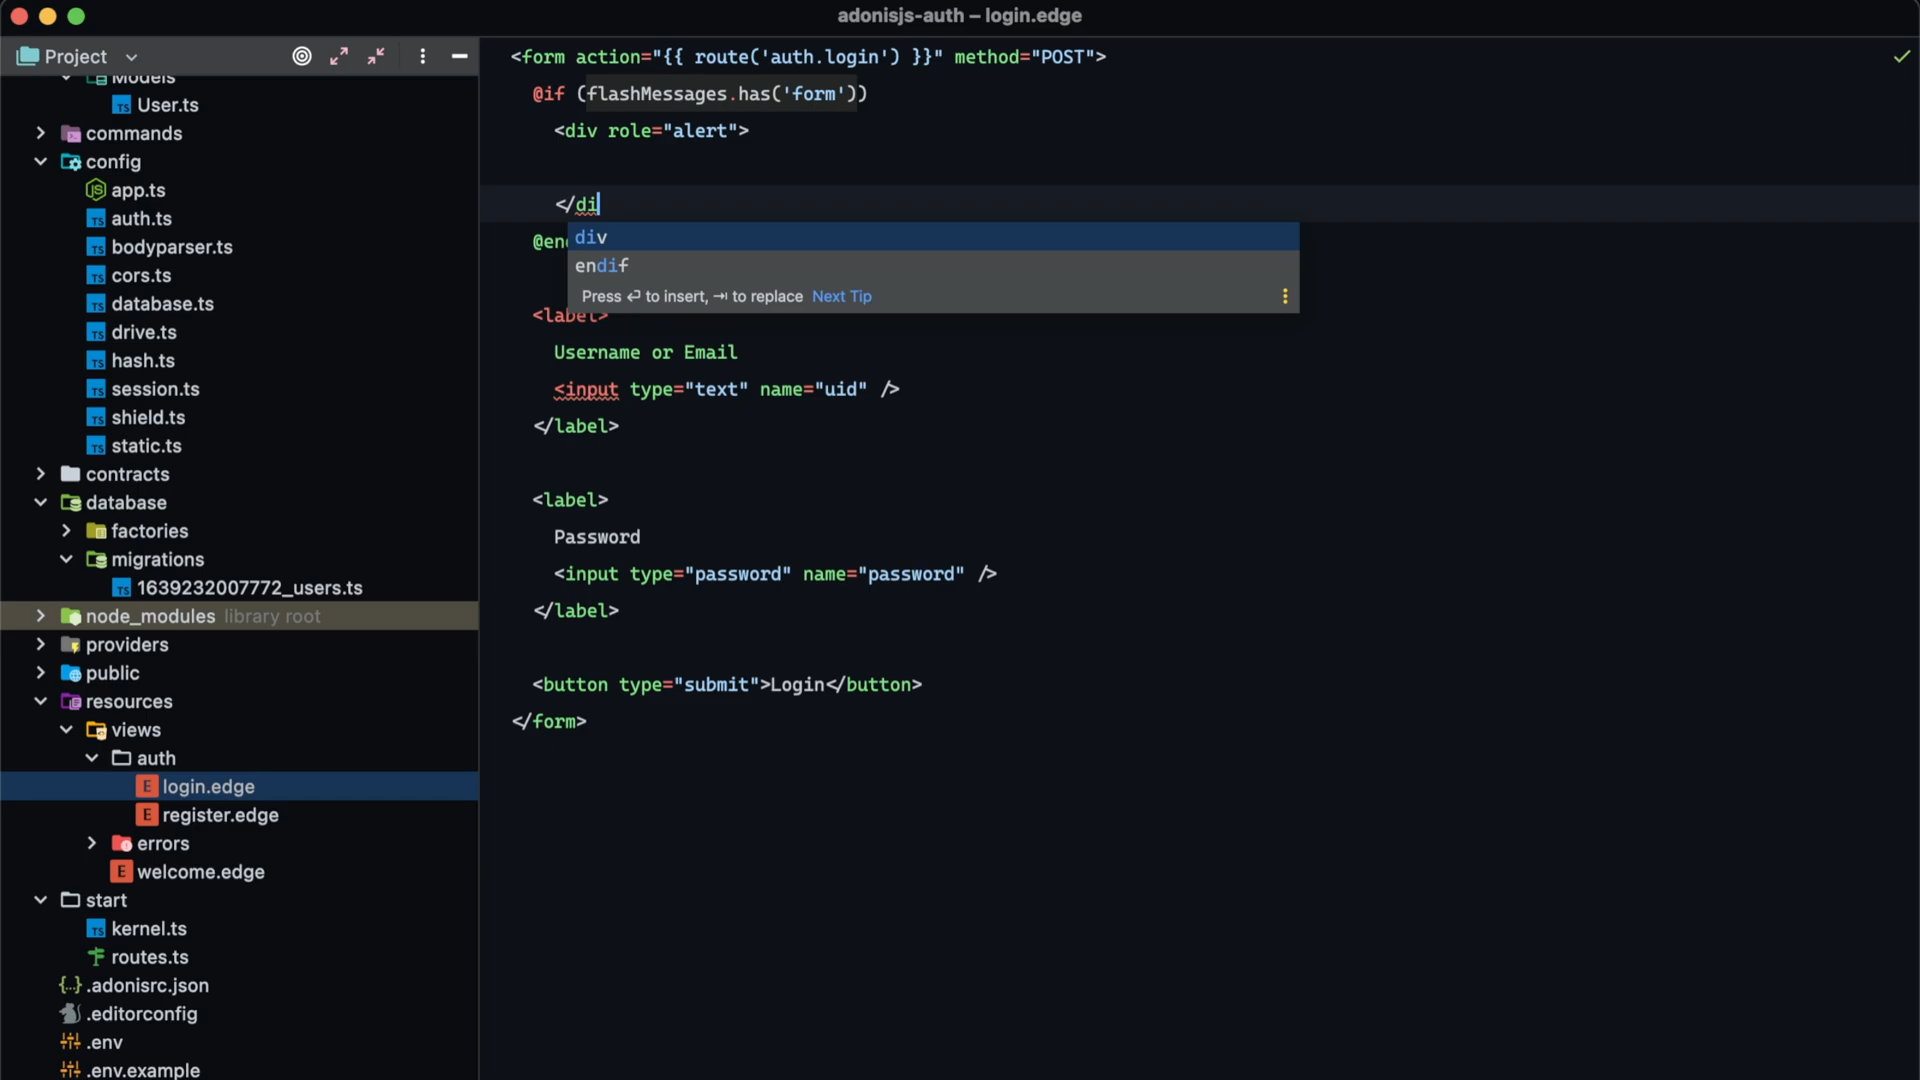 adonisjs-auth – login.edge
Project
Models
User.ts
commands
config
app.ts
auth.ts
bodyparser.ts
cors.ts
database.ts
drive.ts
hash.ts
session.ts
shield.ts
static.ts
contracts
database
factories
migrations
1639232007772_users.ts
node_modules library root
providers
public
resources
views
auth
login.edge
register.edge
errors
welcome.edge
start
kernel.ts
routes.ts
.adonisrc.json
.editorconfig
.env
.env.example
<form action="{{ route('auth.login') }}" method="POST">
@if (flashMessages.has('form'))
<div role="alert">
</di
@en
div
endif
Press ⏎ to insert, ⇥ to replace Next Tip
<label>
Username or Email
<input type="text" name="uid" />
</label>
<label>
Password
<input type="password" name="password" />
</label>
<button type="submit">Login</button>
</form>